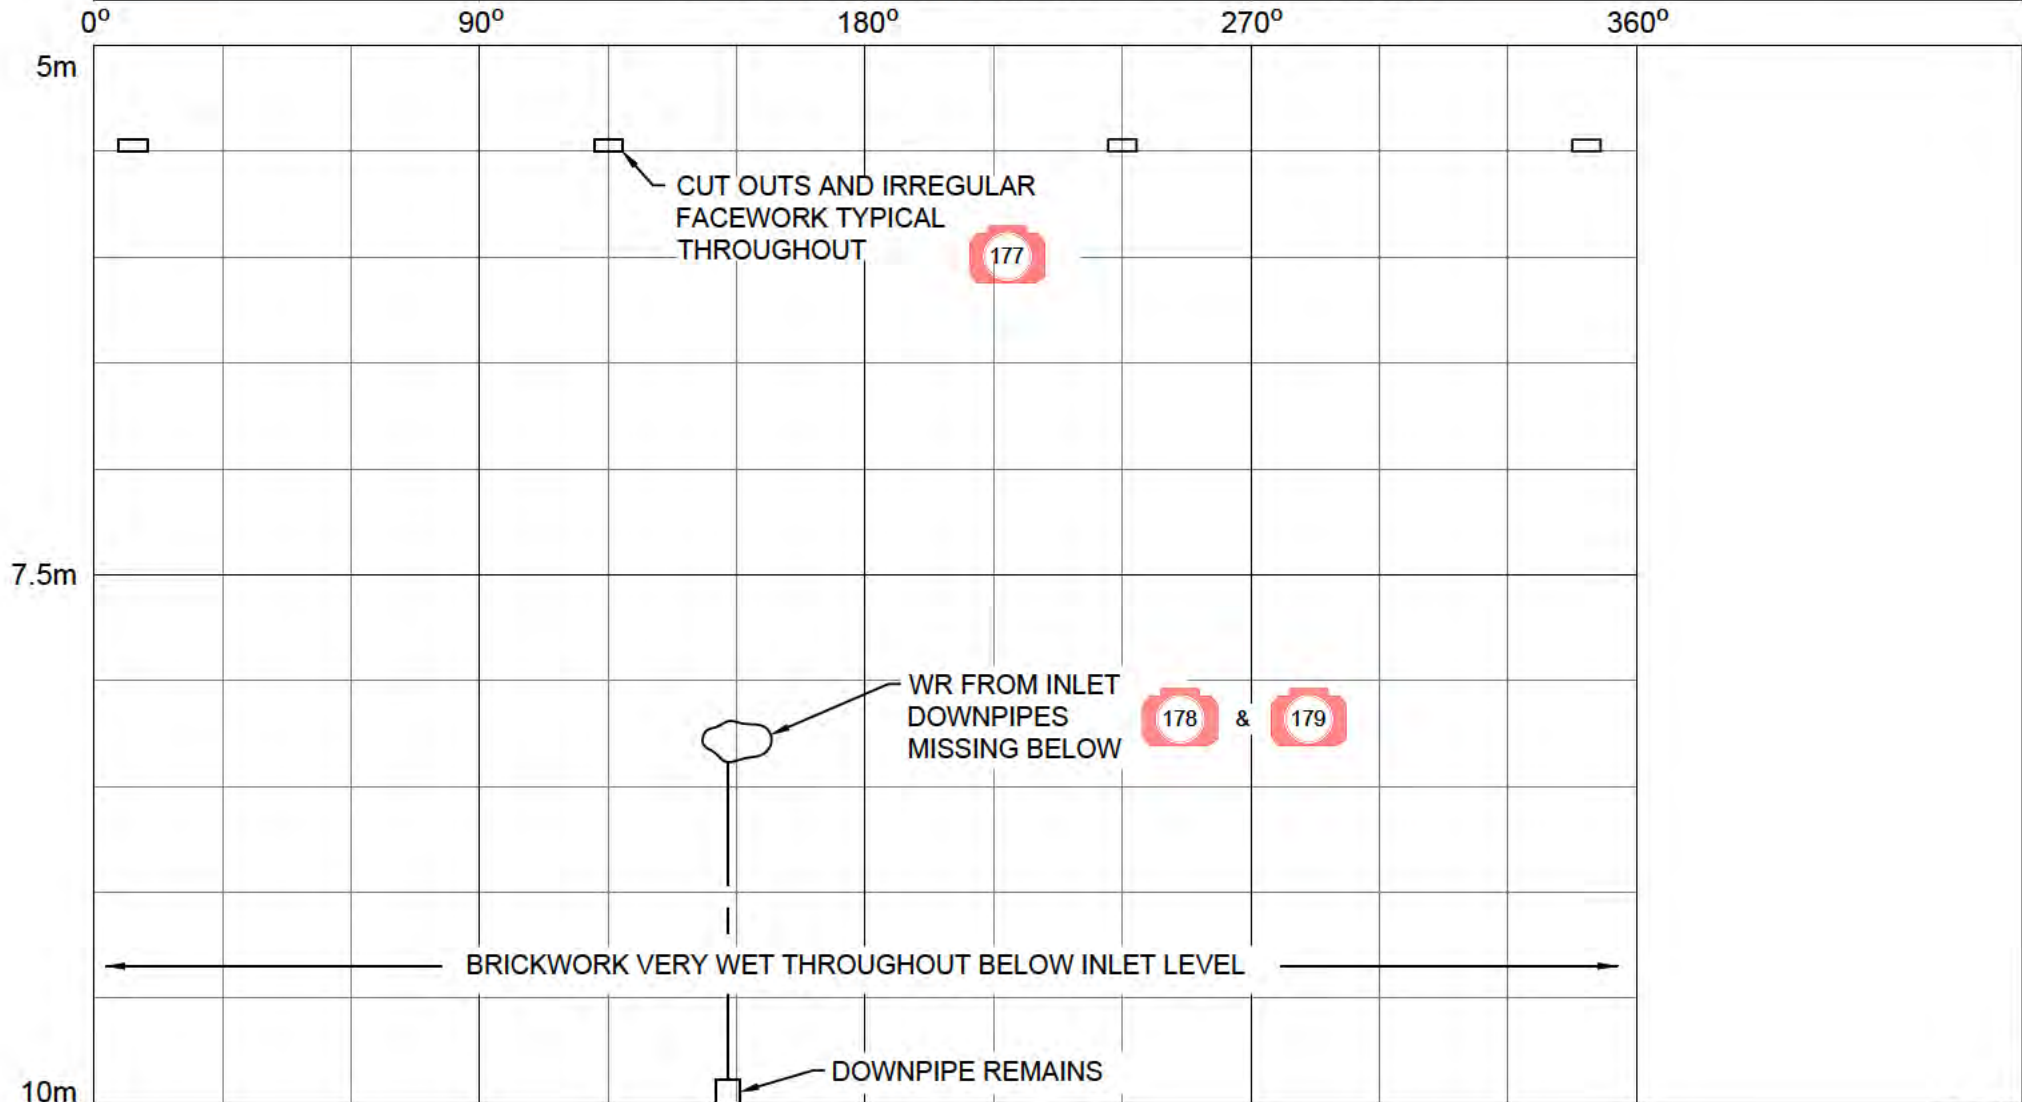 0º 90º 180º 270º 360º
5m
CUT OUTS AND IRREGULAR
FACEWORK TYPICAL
THROUGHOUT
177
7.5m
WR FROM INLET
DOWNPIPES
MISSING BELOW
178 & 179
BRICKWORK VERY WET THROUGHOUT BELOW INLET LEVEL
DOWNPIPE REMAINS
10m